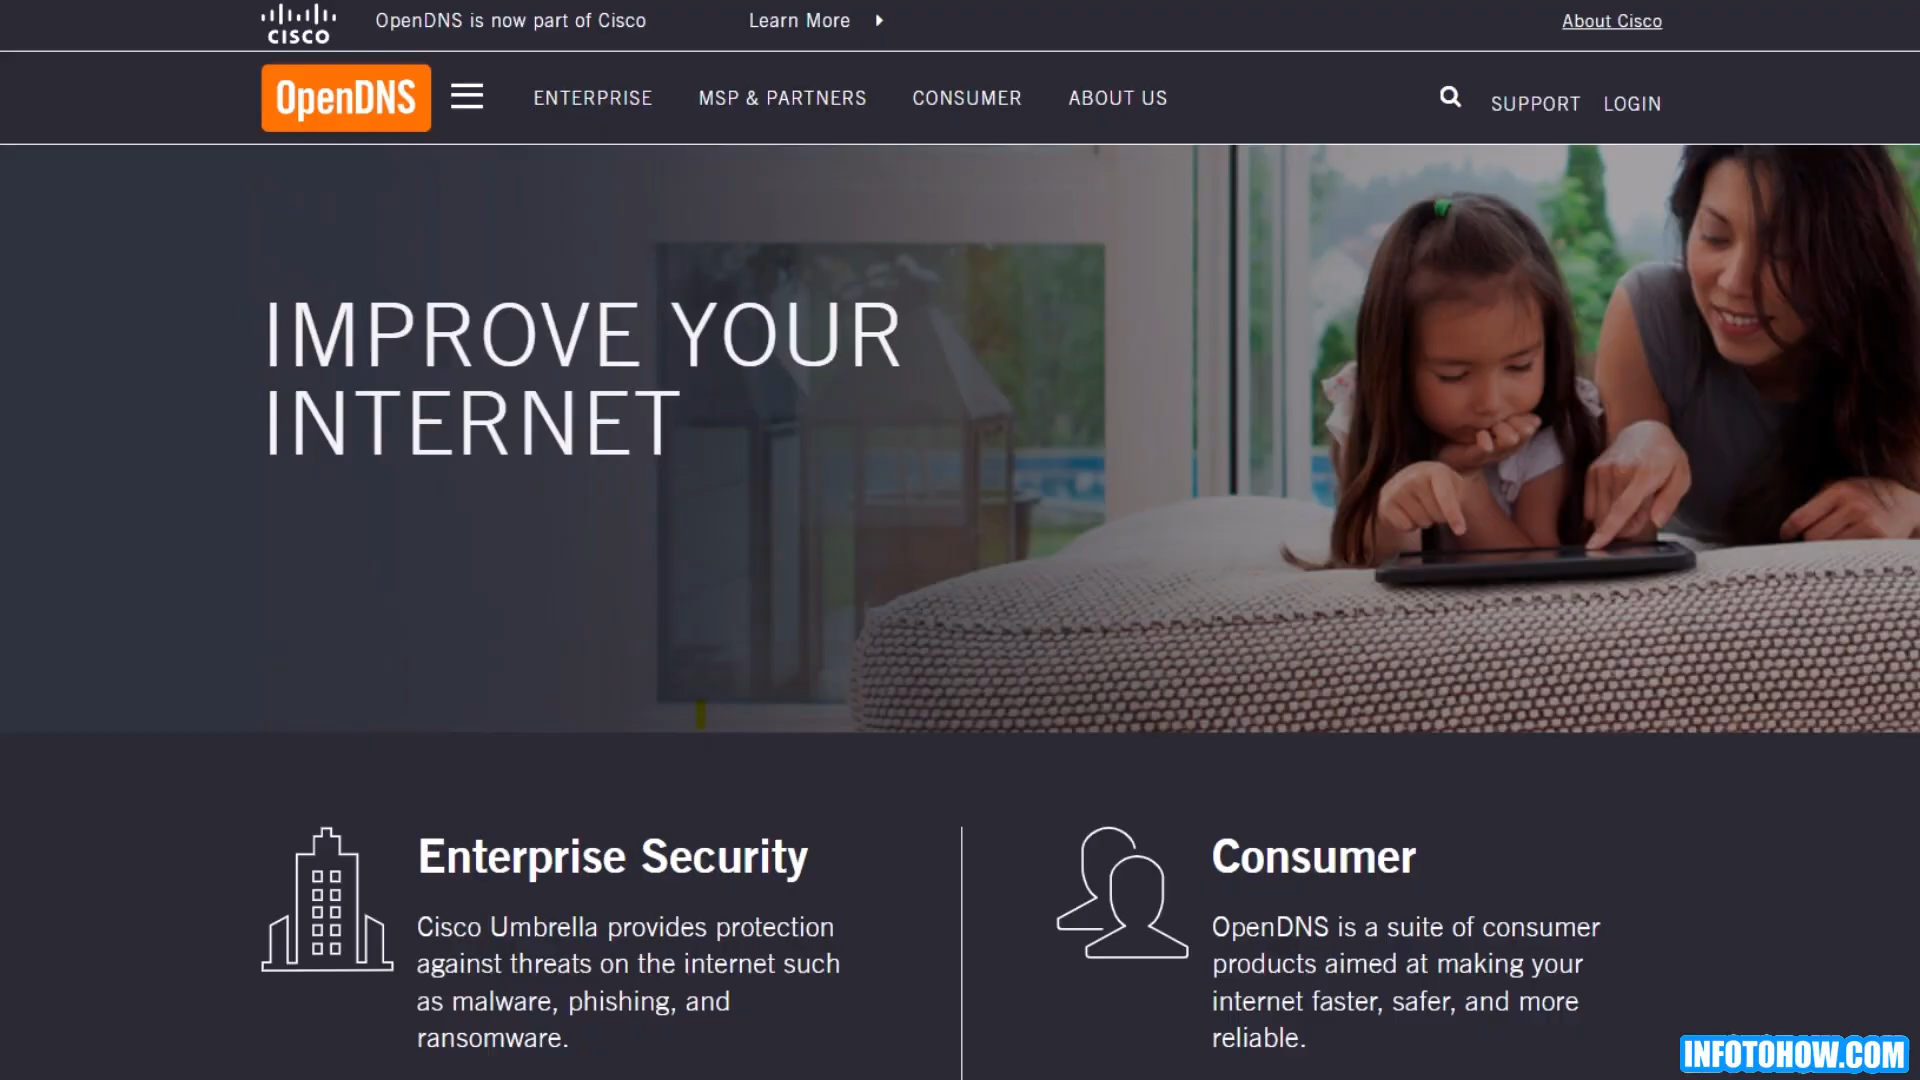 CISCO
OpenDNS is now part of Cisco
Learn More
About Cisco
OpenDNS
ENTERPRISE
MSP & PARTNERS
CONSUMER
ABOUT US
SUPPORT
LOGIN
IMPROVE YOUR
INTERNET
Enterprise Security
Cisco Umbrella provides protection
against threats on the internet such
as malware, phishing, and
ransomware.
Consumer
OpenDNS is a suite of consumer
products aimed at making your
internet faster, safer, and more
reliable.
INFOTOHOW.COM